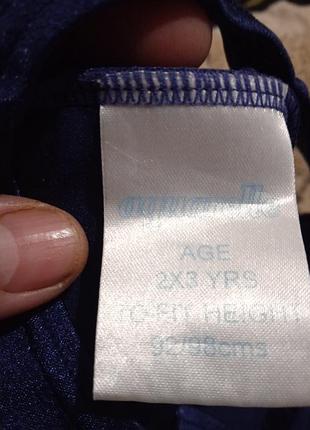 AGE
2X3 YRS
TO FIT HEIGHT
92/98cms